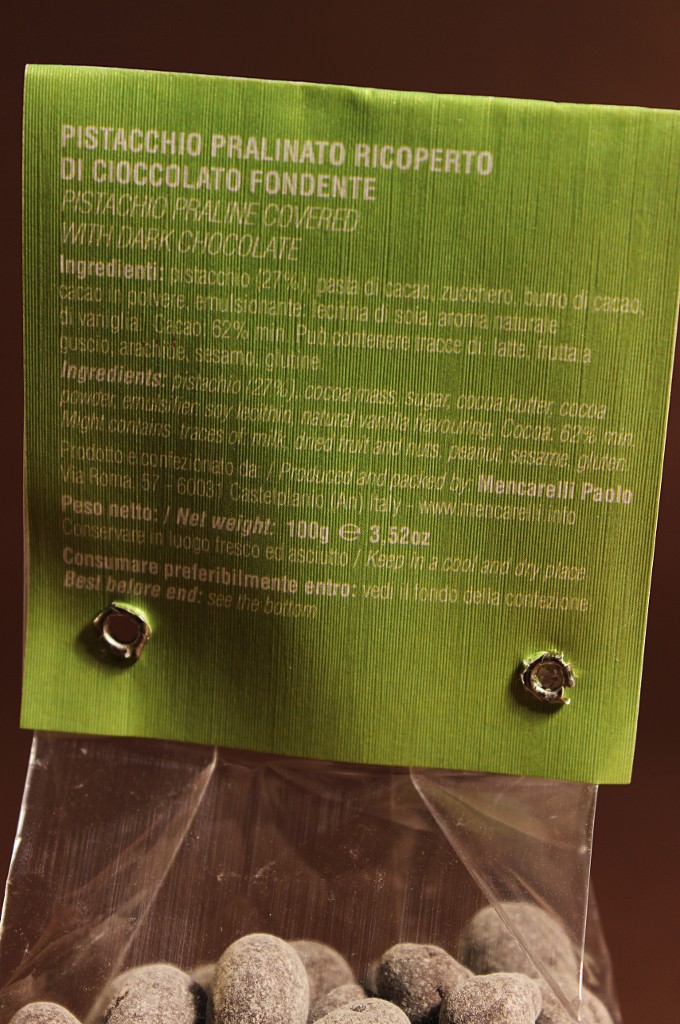 PISTACCHIO PRALINATO RICOPERTO
DI CIOCCOLATO FONDENTE
PISTACHIO PRALINE COVERED
WITH DARK CHOCOLATE
Ingredienti: pistacchio (27%), pasta di cacao, zucchero, burro di cacao,
cacao in polvere, emulsionante, lecitina di soia, aroma naturale
di vaniglia. Cacao: 62% min. Può contenere tracce di: latte, frutta a
guscio, arachide, sesamo, glutine.
Ingredients: pistachio (27%), cocoa mass, sugar, cocoa butter, cocoa
powder, emulsifier: soy lecithin, natural vanilla flavouring. Cocoa: 62% min.
Might contains traces of: milk, dried fruit and nuts, peanut, sesame, gluten.
Prodotto e confezionato da: / Produced and packed by: Mencarelli Paolo
Via Roma, 57 - 60031 Castelplanio (An) Italy - www.mencarelli.info
Peso netto: / Net weight: 100g ℮ 3.52oz
Conservare in luogo fresco ed asciutto / Keep in a cool and dry place
Consumare preferibilmente entro: vedi il fondo della confezione
Best before end: see the bottom